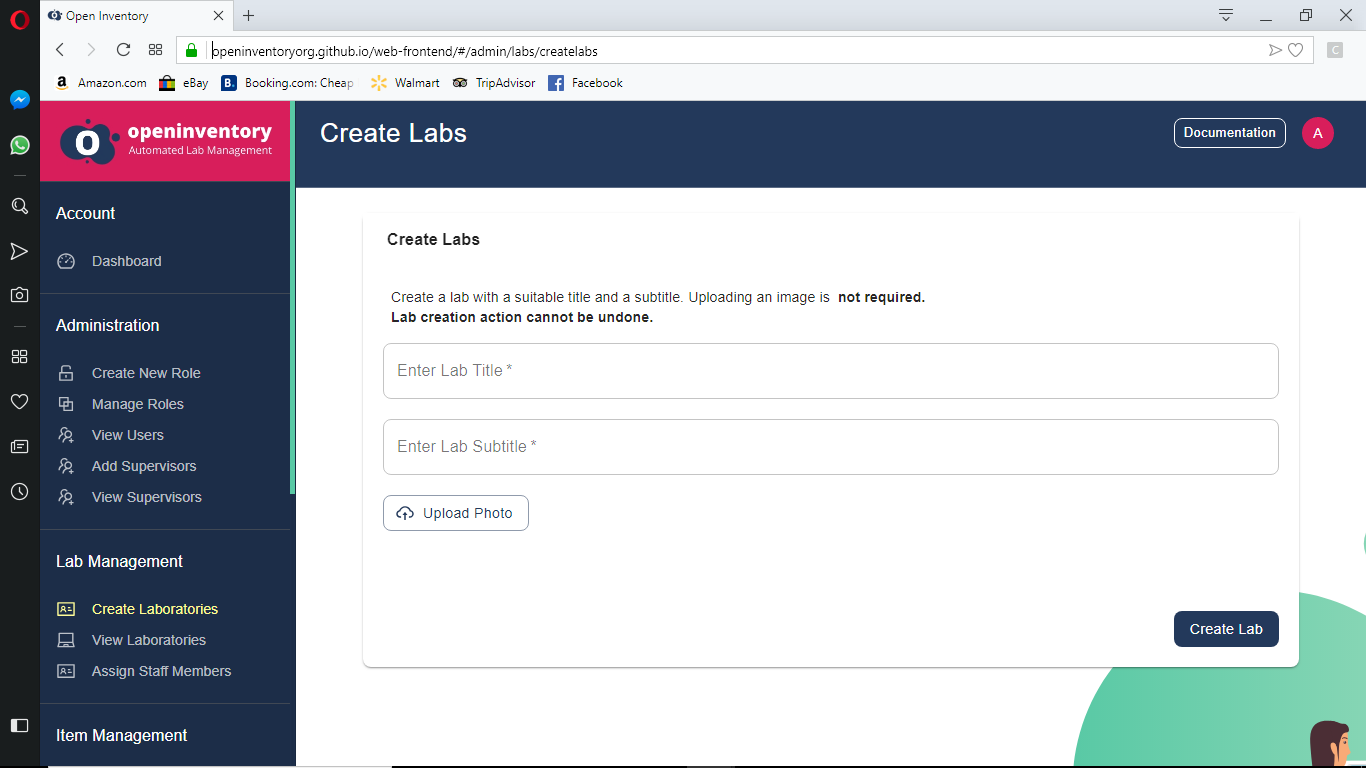 Open Inventory
openinventoryorg.github.io/web-frontend/#/admin/labs/createlabs
C
a Amazon.com eBay B. Booking.com: Cheap Walmart TripAdvisor f Facebook
openinventory
Automated Lab Management
Create Labs
Documentation
A
Account
Dashboard
Administration
Create New Role
Manage Roles
View Users
Add Supervisors
View Supervisors
Lab Management
Create Laboratories
View Laboratories
Assign Staff Members
Item Management
Create Labs
Create a lab with a suitable title and a subtitle. Uploading an image is not required.
Lab creation action cannot be undone.
Enter Lab Title *
Enter Lab Subtitle *
Upload Photo
Create Lab